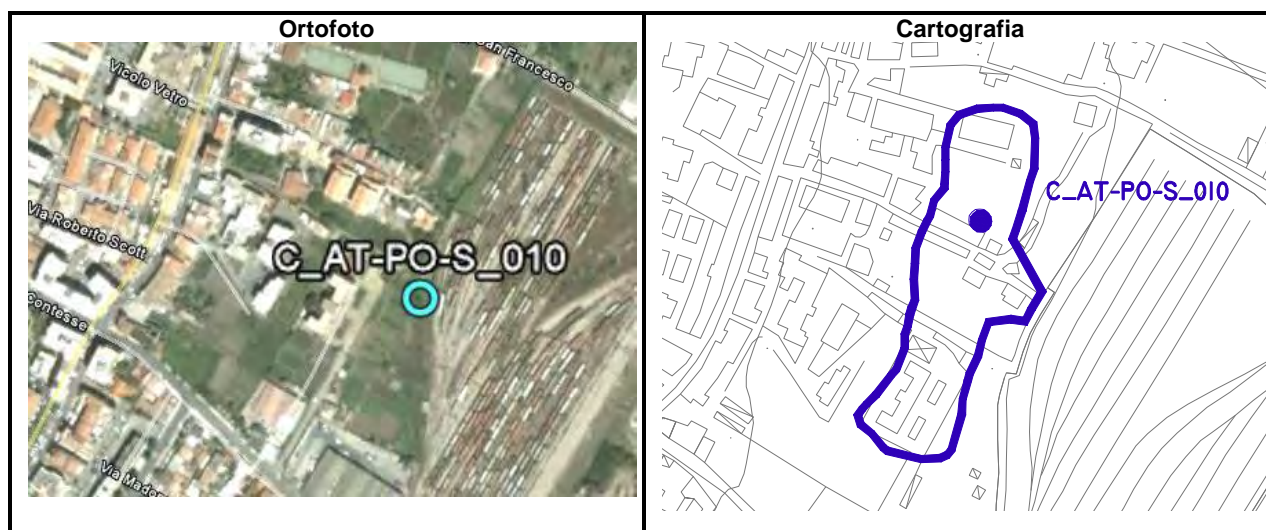 Ortofoto
San Francesco
Vicolo Vetro
Via Roberto Scott
C_AT-PO-S_010
Contesse
Cartografia
C_AT-PO-S_010